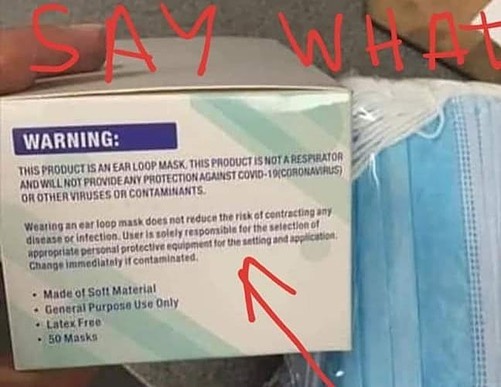 SAY WHAT
WARNING:
THIS PRODUCT IS AN EAR LOOP MASK, THIS PRODUCT IS NOT A RESPIRATOR
AND WILL NOT PROVIDE ANY PROTECTION AGAINST COVID-19(CORONAVIRUS)
OR OTHER VIRUSES OR CONTAMINANTS.
Wearing an ear loop mask does not reduce the risk of contracting any
disease or infection. User is solely responsible for the selection of
appropriate personal protective equipment for the setting and application.
Change immediately if contaminated.
• Made of Soft Material
• General Purpose Use Only
• Latex Free
• 50 Masks